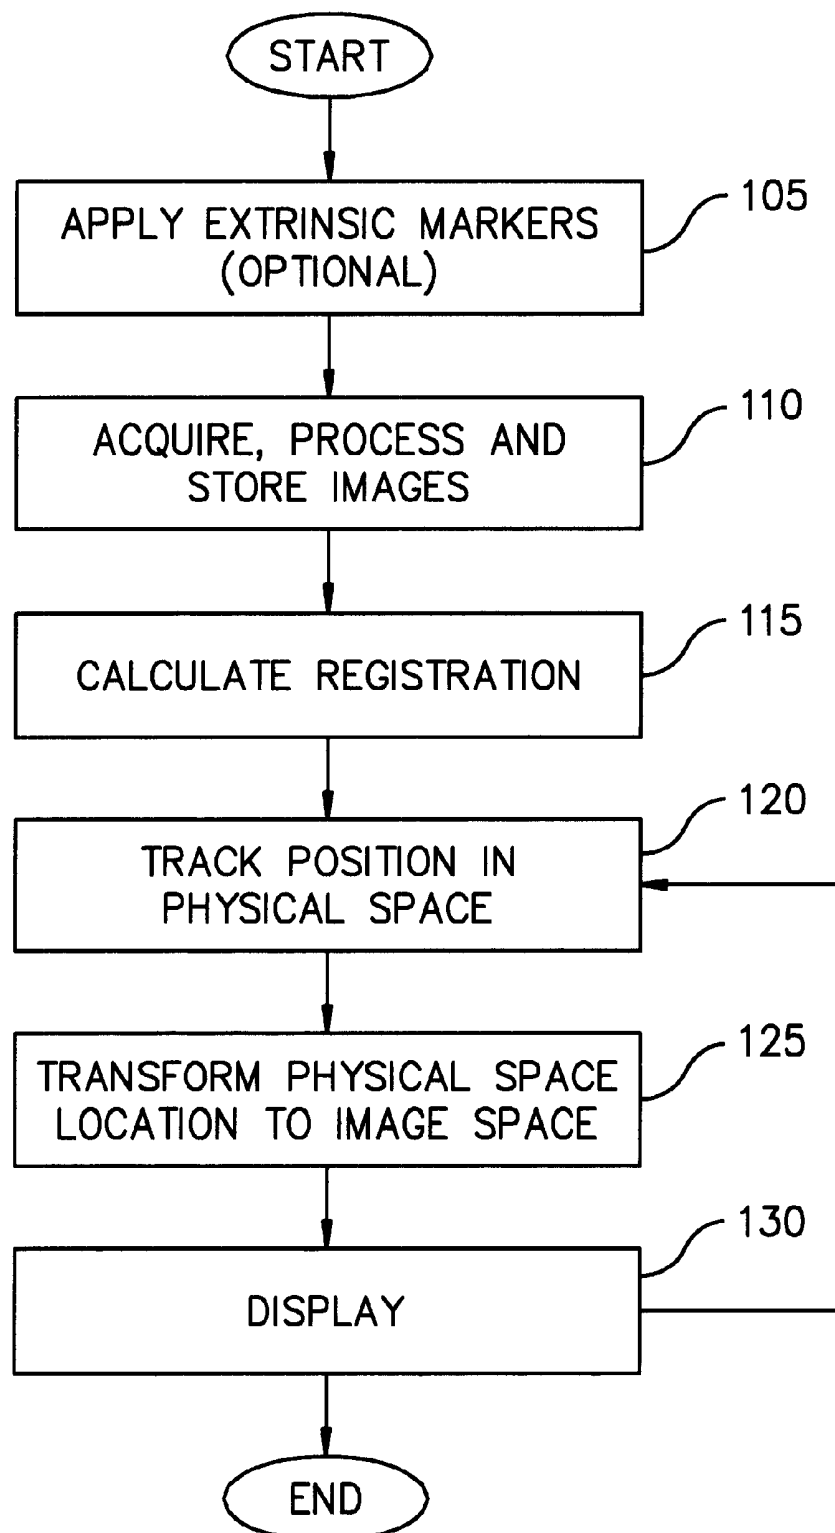 START
APPLY EXTRINSIC MARKERS
(OPTIONAL)
105
ACQUIRE, PROCESS AND
STORE IMAGES
110
CALCULATE REGISTRATION
115
TRACK POSITION IN
PHYSICAL SPACE
120
TRANSFORM PHYSICAL SPACE
LOCATION TO IMAGE SPACE
125
DISPLAY
130
END